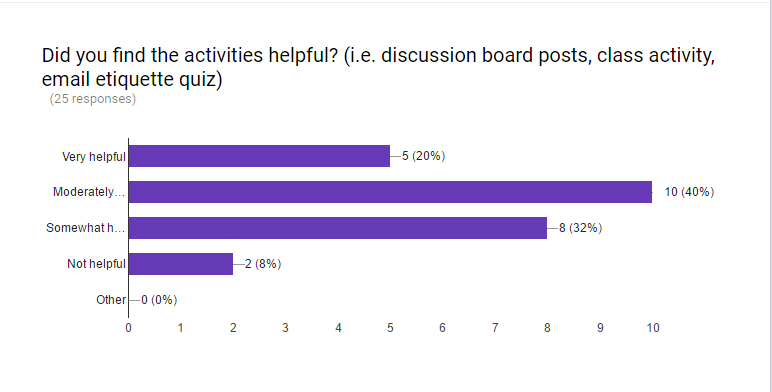 Did you find the activities helpful? (i.e. discussion board posts, class activity,
email etiquette quiz)
(25 responses)
Very helpful 5 (20%)
Moderately... 10 (40%)
Somewhat h... 8 (32%)
Not helpful 2 (8%)
Other 0 (0%)
0 1 2 3 4 5 6 7 8 9 10